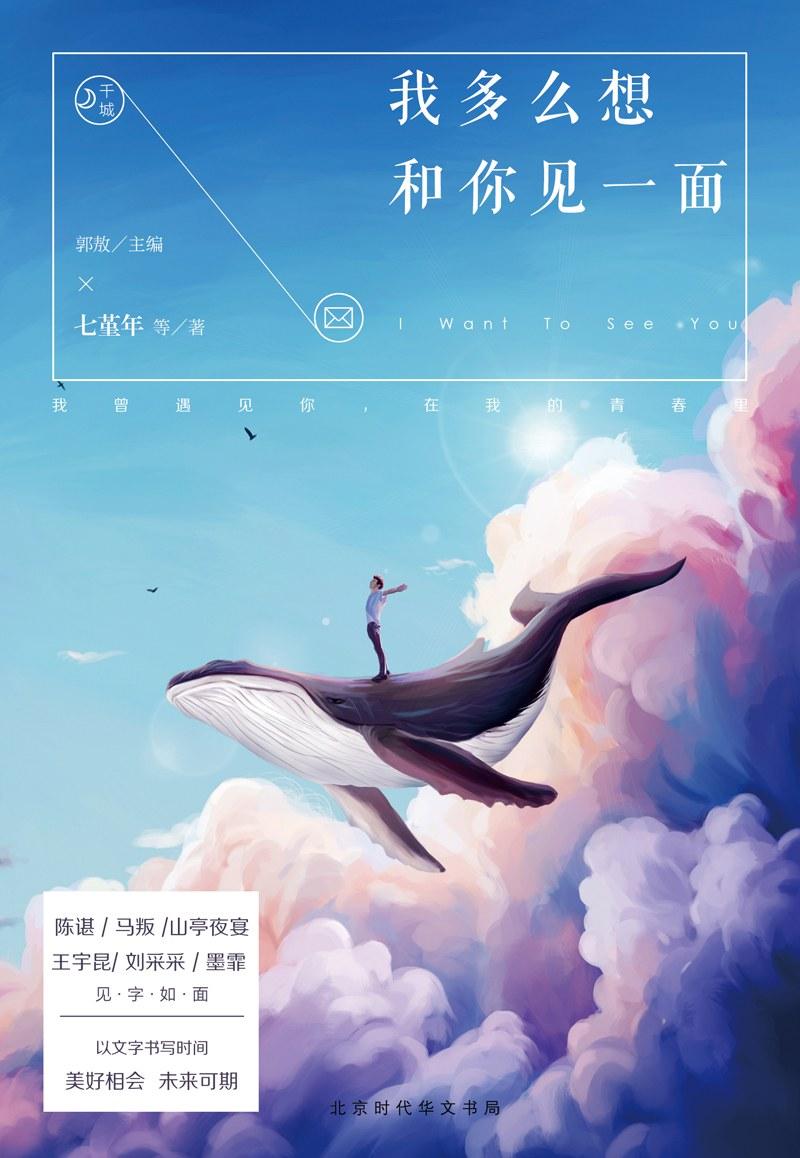 干
城
我多么想
和你见一面
郭敖／主编
×
七堇年 等／著
I Want To See You
我曾遇见你，在我的青春里
陈谌 / 马叛 /山亭夜宴
王宇昆/ 刘采采 / 墨霏
见·字·如·面
以文字书写时间
美好相会 未来可期
北京时代华文书局